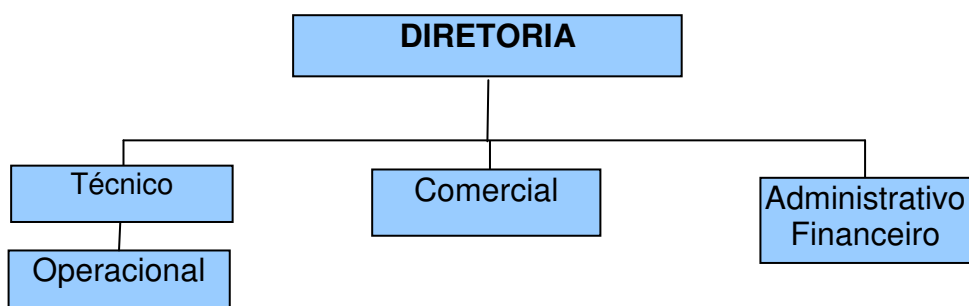 DIRETORIA
Técnico
Comercial
Administrativo
Financeiro
Operacional